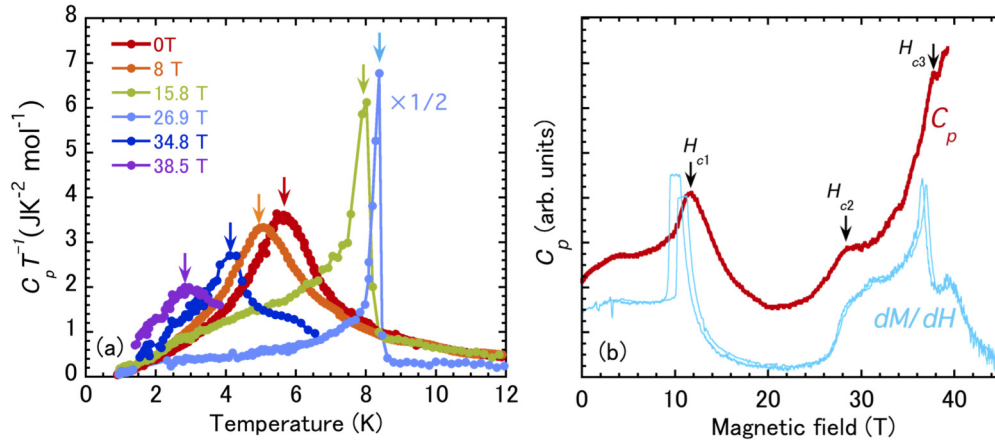 8
7
6
5
4
3
2
1
0
C_p T^-1 (JK^-2 mol^-1)
0T
8 T
15.8 T
26.9 T
34.8 T
38.5 T
×1/2
(a)
0 2 4 6 8 10 12
Temperature (K)
C_p (arb. units)
H_c1
H_c2
H_c3
C_p
dM/dH
(b)
0 10 20 30 40
Magnetic field (T)